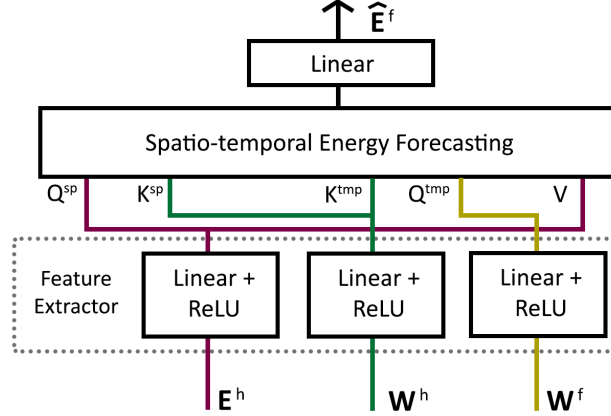 Ê^f
Linear
Spatio-temporal Energy Forecasting
Q^sp K^sp K^tmp Q^tmp V
Feature Extractor
Linear + ReLU
Linear + ReLU
Linear + ReLU
E^h W^h W^f